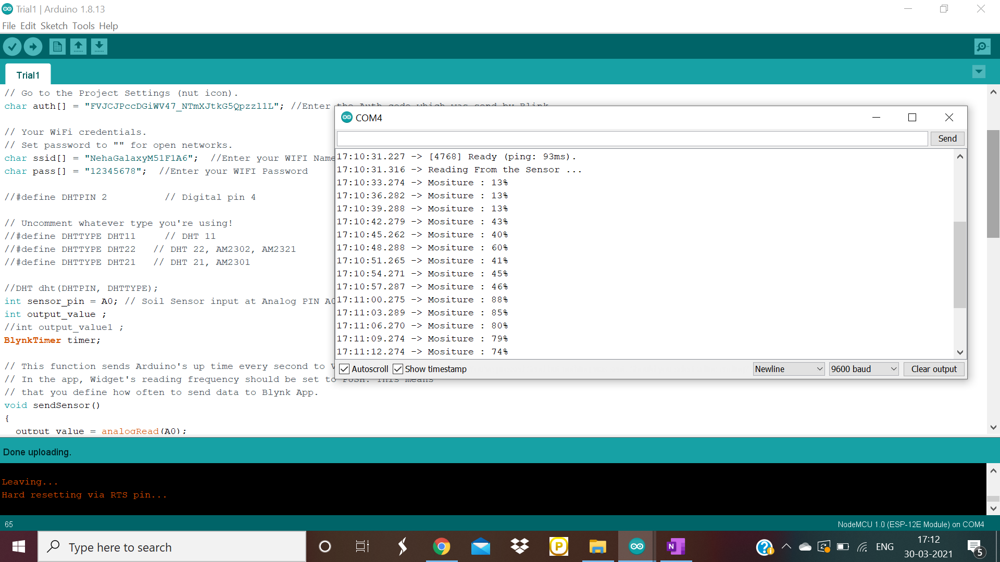 Trial1 | Arduino 1.8.13
File Edit Sketch Tools Help
Trial1
// Go to the Project Settings (nut icon).
char auth[] = "FVJCJPccDGiWV47_NTmXJtkG5Qpzzl1L"; //Enter the Auth code which was send by Blink
// Your WiFi credentials.
// Set password to "" for open networks.
char ssid[] = "NehaGalaxyM51F1A6";  //Enter your WIFI Name
char pass[] = "12345678";  //Enter your WIFI Password
//#define DHTPIN 2          // Digital pin 4
// Uncomment whatever type you're using!
//#define DHTTYPE DHT11     // DHT 11
//#define DHTTYPE DHT22   // DHT 22, AM2302, AM2321
//#define DHTTYPE DHT21   // DHT 21, AM2301
//DHT dht(DHTPIN, DHTTYPE);
int sensor_pin = A0; // Soil Sensor input at Analog PIN A0
int output_value ;
//int output_value1 ;
BlynkTimer timer;
// This function sends Arduino's up time every second to V
// In the app, Widget's reading frequency should be set to PUSH. This means
// that you define how often to send data to Blynk App.
void sendSensor()
{
output_value = analogRead(A0);
COM4
Send
17:10:31.227 -> [4768] Ready (ping: 93ms).
17:10:31.316 -> Reading From the Sensor ...
17:10:33.274 -> Mositure : 13%
17:10:36.282 -> Mositure : 13%
17:10:39.288 -> Mositure : 13%
17:10:42.279 -> Mositure : 43%
17:10:45.262 -> Mositure : 40%
17:10:48.288 -> Mositure : 60%
17:10:51.265 -> Mositure : 41%
17:10:54.271 -> Mositure : 45%
17:10:57.287 -> Mositure : 46%
17:11:00.275 -> Mositure : 88%
17:11:03.289 -> Mositure : 85%
17:11:06.270 -> Mositure : 80%
17:11:09.274 -> Mositure : 79%
17:11:12.274 -> Mositure : 74%
Autoscroll Show timestamp Newline 9600 baud Clear output
Done uploading.
Leaving...
Hard resetting via RTS pin...
65 NodeMCU 1.0 (ESP-12E Module) on COM4
Type here to search
P
N
ENG
17:12
30-03-2021
5